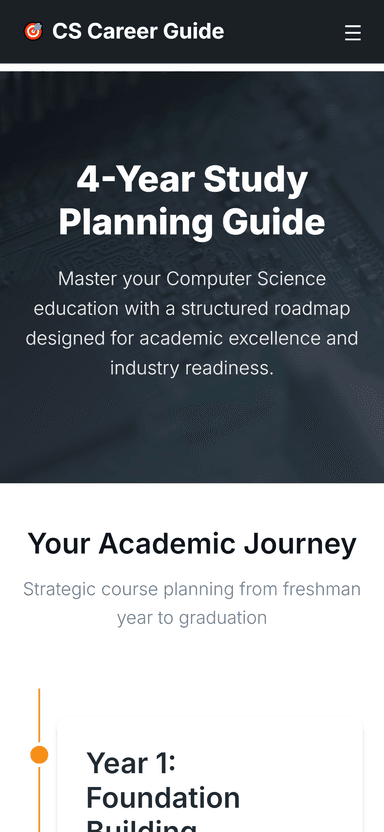 CS Career Guide
4-Year Study
Planning Guide
Master your Computer Science
education with a structured roadmap
designed for academic excellence and
industry readiness.
Your Academic Journey
Strategic course planning from freshman
year to graduation
Year 1:
Foundation
Building